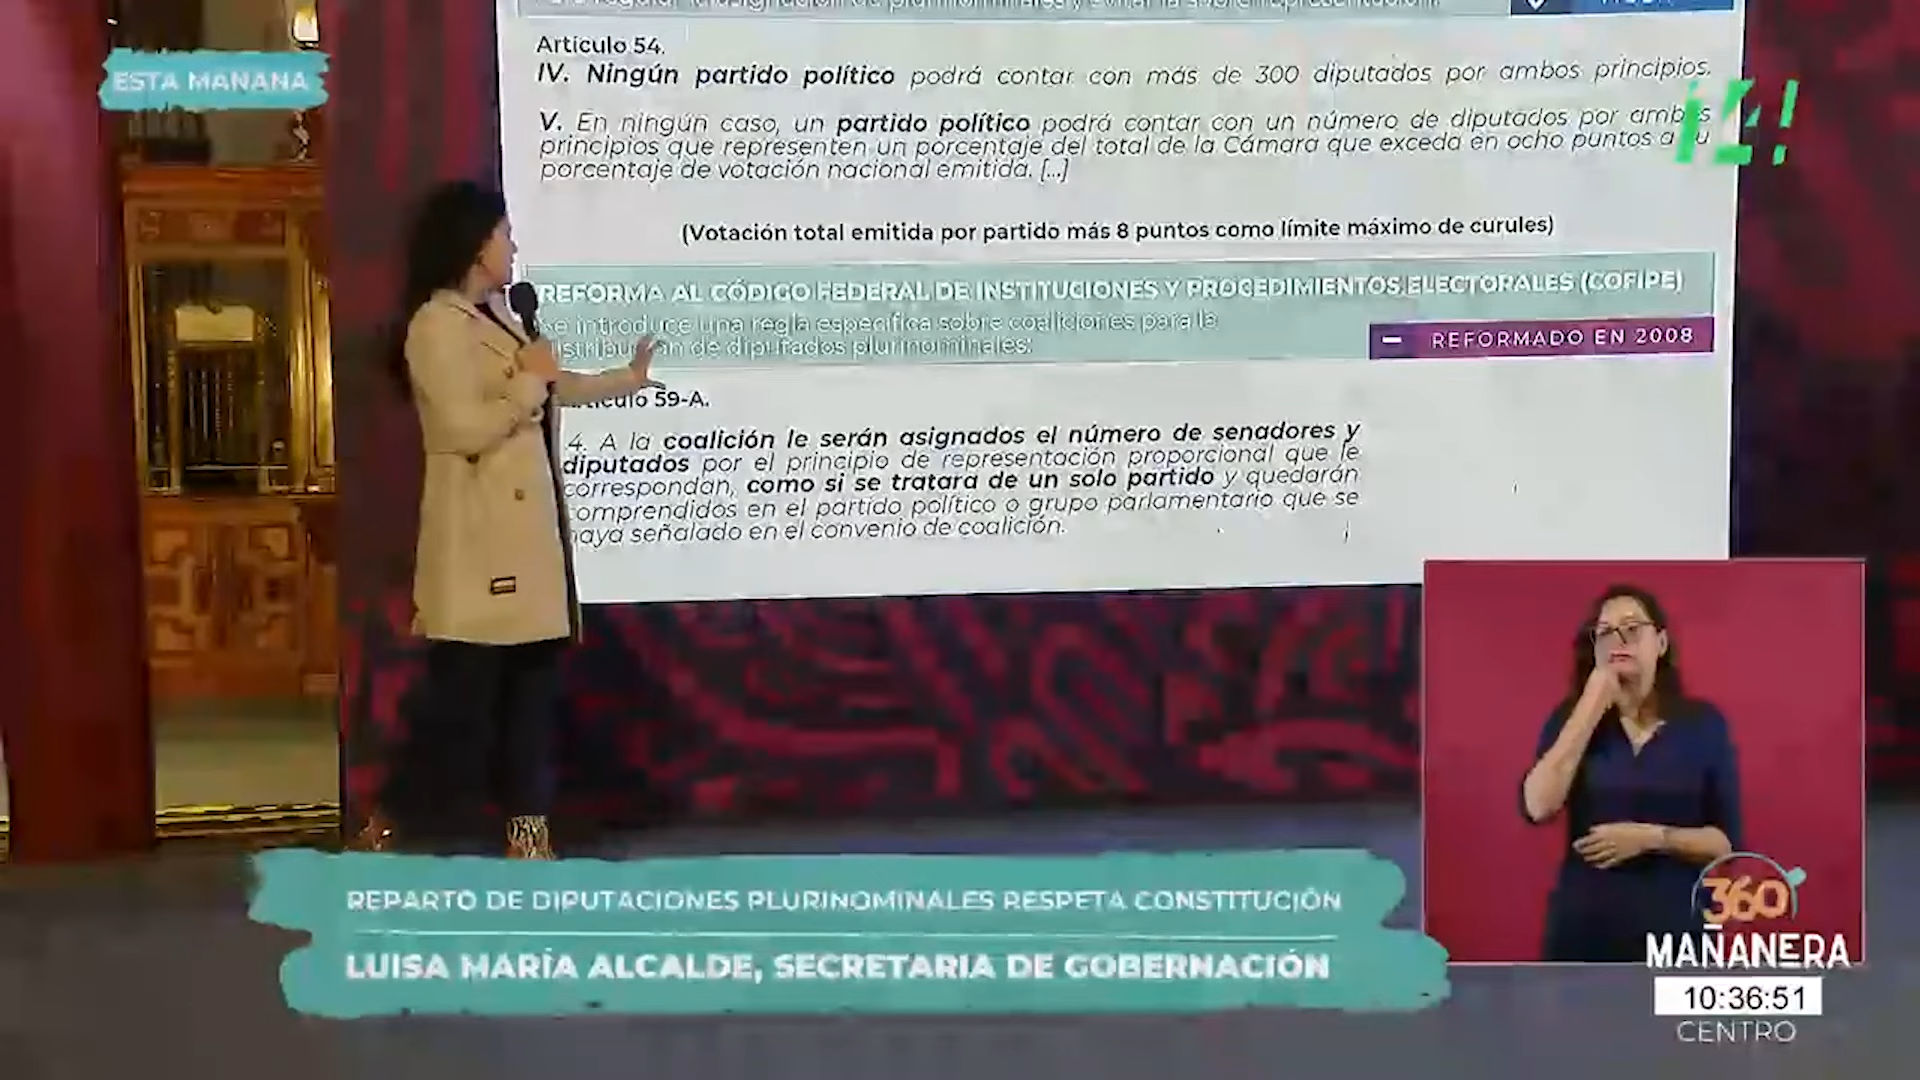 ESTA MAÑANA
Artículo 54.
IV. Ningún partido político podrá contar con más de 300 diputados por ambos principios.
V. En ningún caso, un partido político podrá contar con un número de diputados por ambos
principios que representen un porcentaje del total de la Cámara que exceda en ocho puntos a su
porcentaje de votación nacional emitida. [...]
14!
(Votación total emitida por partido más 8 puntos como límite máximo de curules)
REFORMA AL CÓDIGO FEDERAL DE INSTITUCIONES Y PROCEDIMIENTOS ELECTORALES (COFIPE)
se introduce una regla específica sobre coaliciones para la
de diputados plurinominales:
REFORMADO EN 2008
59-A.
4. A la coalición le serán asignados el número de senadores y
diputados por el principio de representación proporcional que le
correspondan, como si se tratara de un solo partido y quedarán
comprendidos en el partido político o grupo parlamentario que se
haya señalado en el convenio de coalición.
REPARTO DE DIPUTACIONES PLURINOMINALES RESPETA CONSTITUCIÓN
LUISA MARÍA ALCALDE, SECRETARIA DE GOBERNACIÓN
360°
MAÑANERA
10:36:51
CENTRO